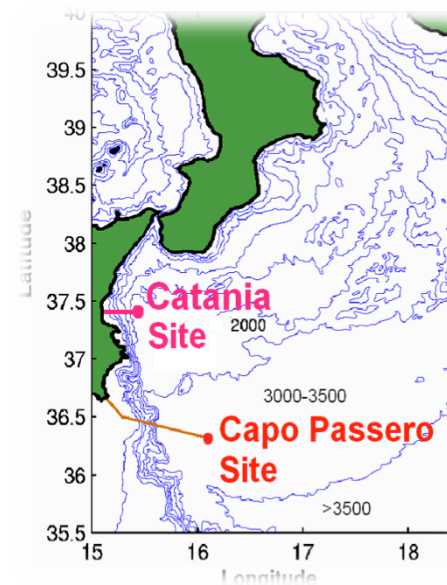 40
39.5
39
38.5
38
37.5
37
36.5
36
35.5
Latitude
Catania
Site
2000
3000-3500
Capo Passero
Site
>3500
15
16
17
18
Longitude